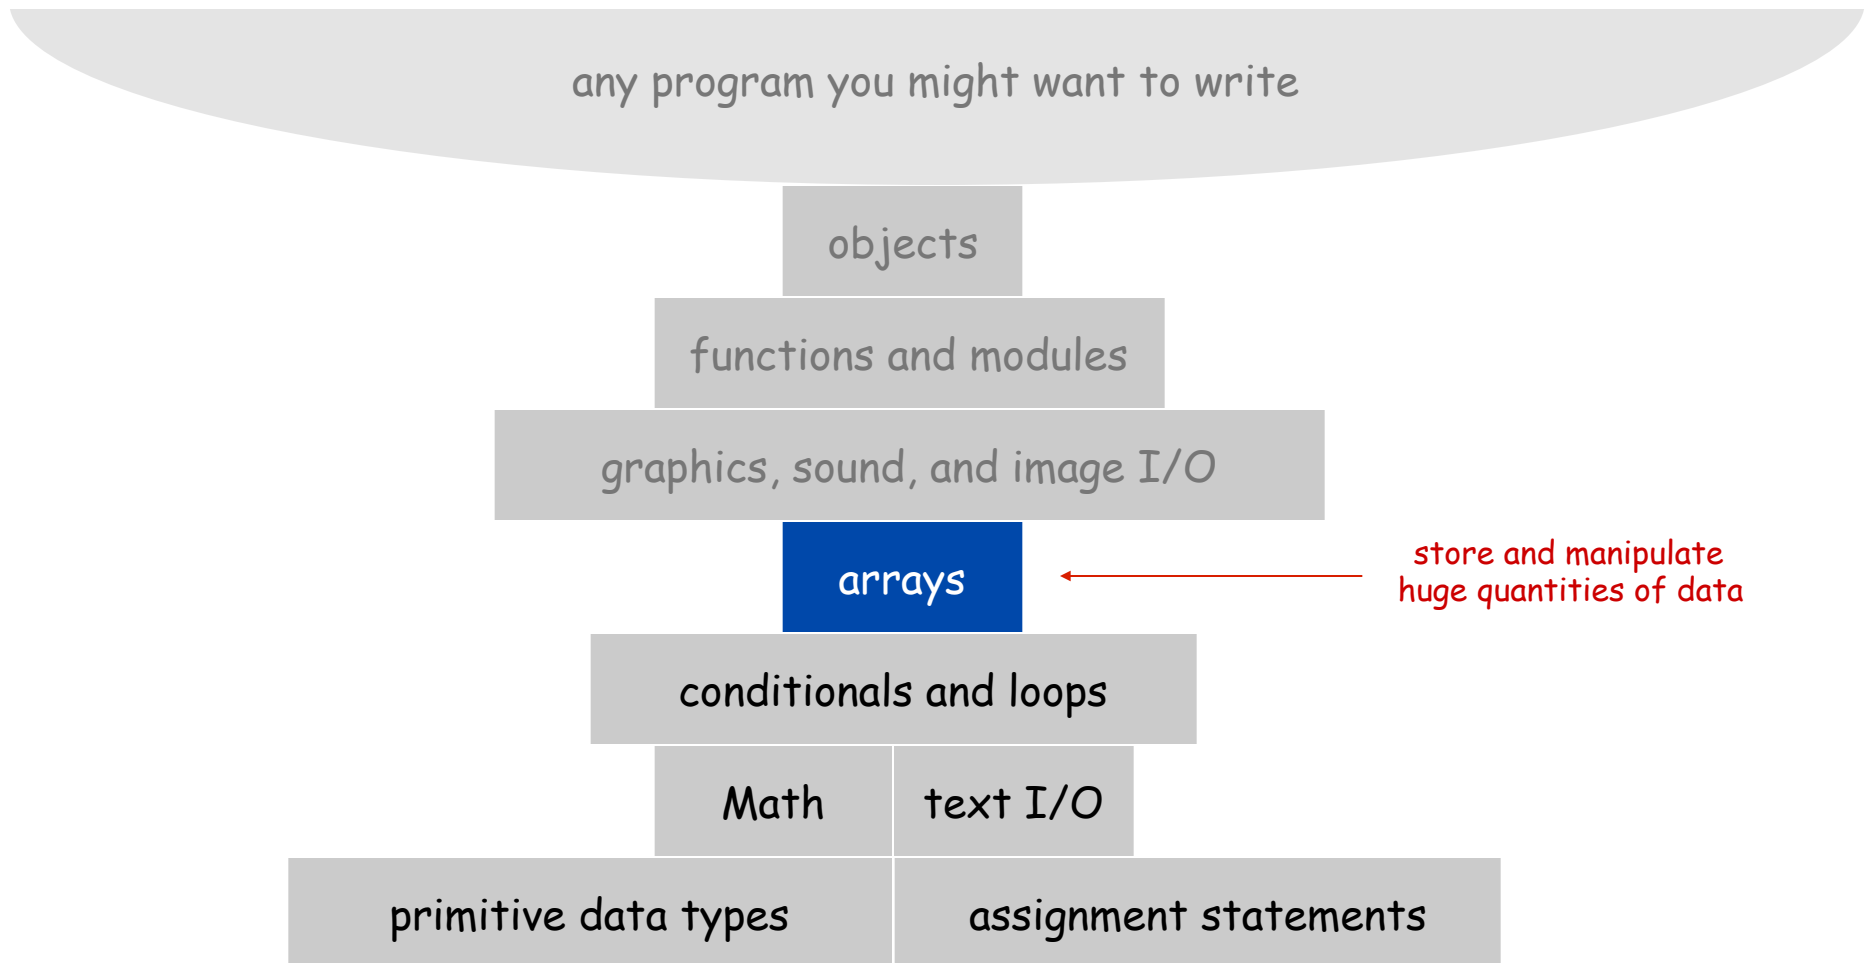 any program you might want to write
objects
functions and modules
graphics, sound, and image I/O
arrays
store and manipulate
huge quantities of data
conditionals and loops
Math
text I/O
primitive data types
assignment statements